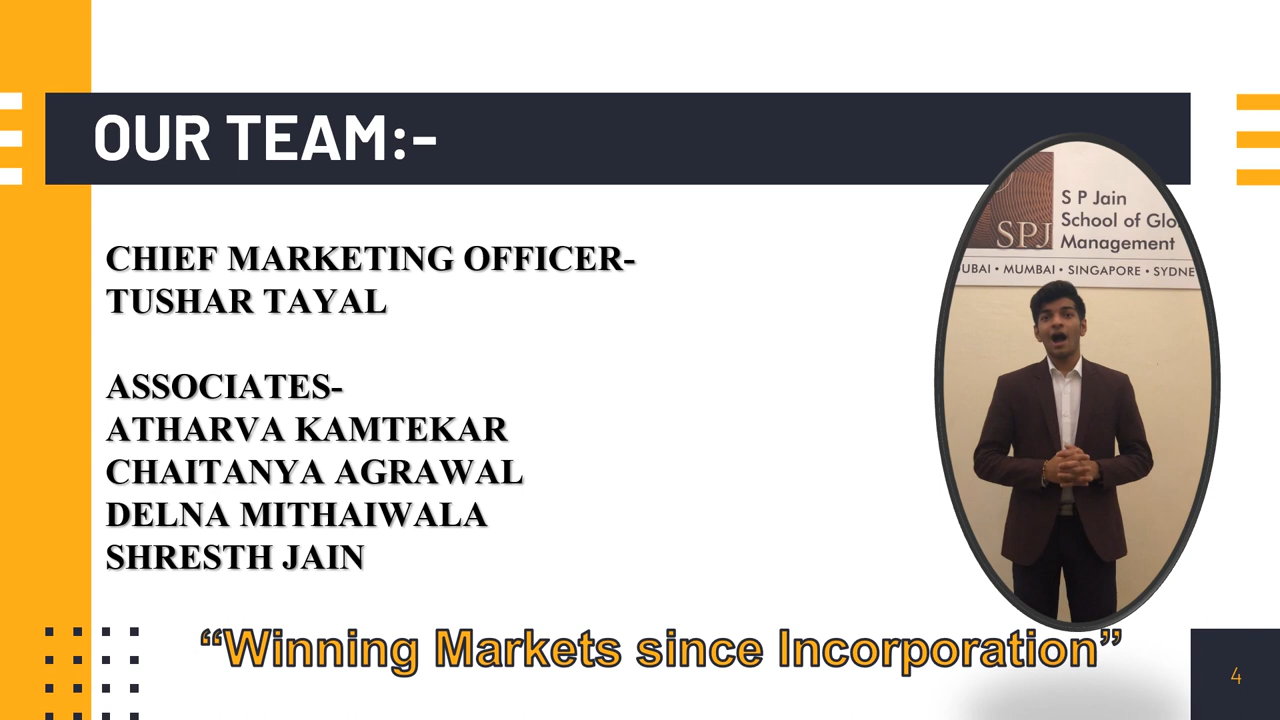 OUR TEAM:-
S P Jain
School of Glo
Management
SPJ
UBAI • MUMBAI • SINGAPORE • SYDNE
CHIEF MARKETING OFFICER-
TUSHAR TAYAL
ASSOCIATES-
ATHARVA KAMTEKAR
CHAITANYA AGRAWAL
DELNA MITHAIWALA
SHRESTH JAIN
“Winning Markets since Incorporation”
4